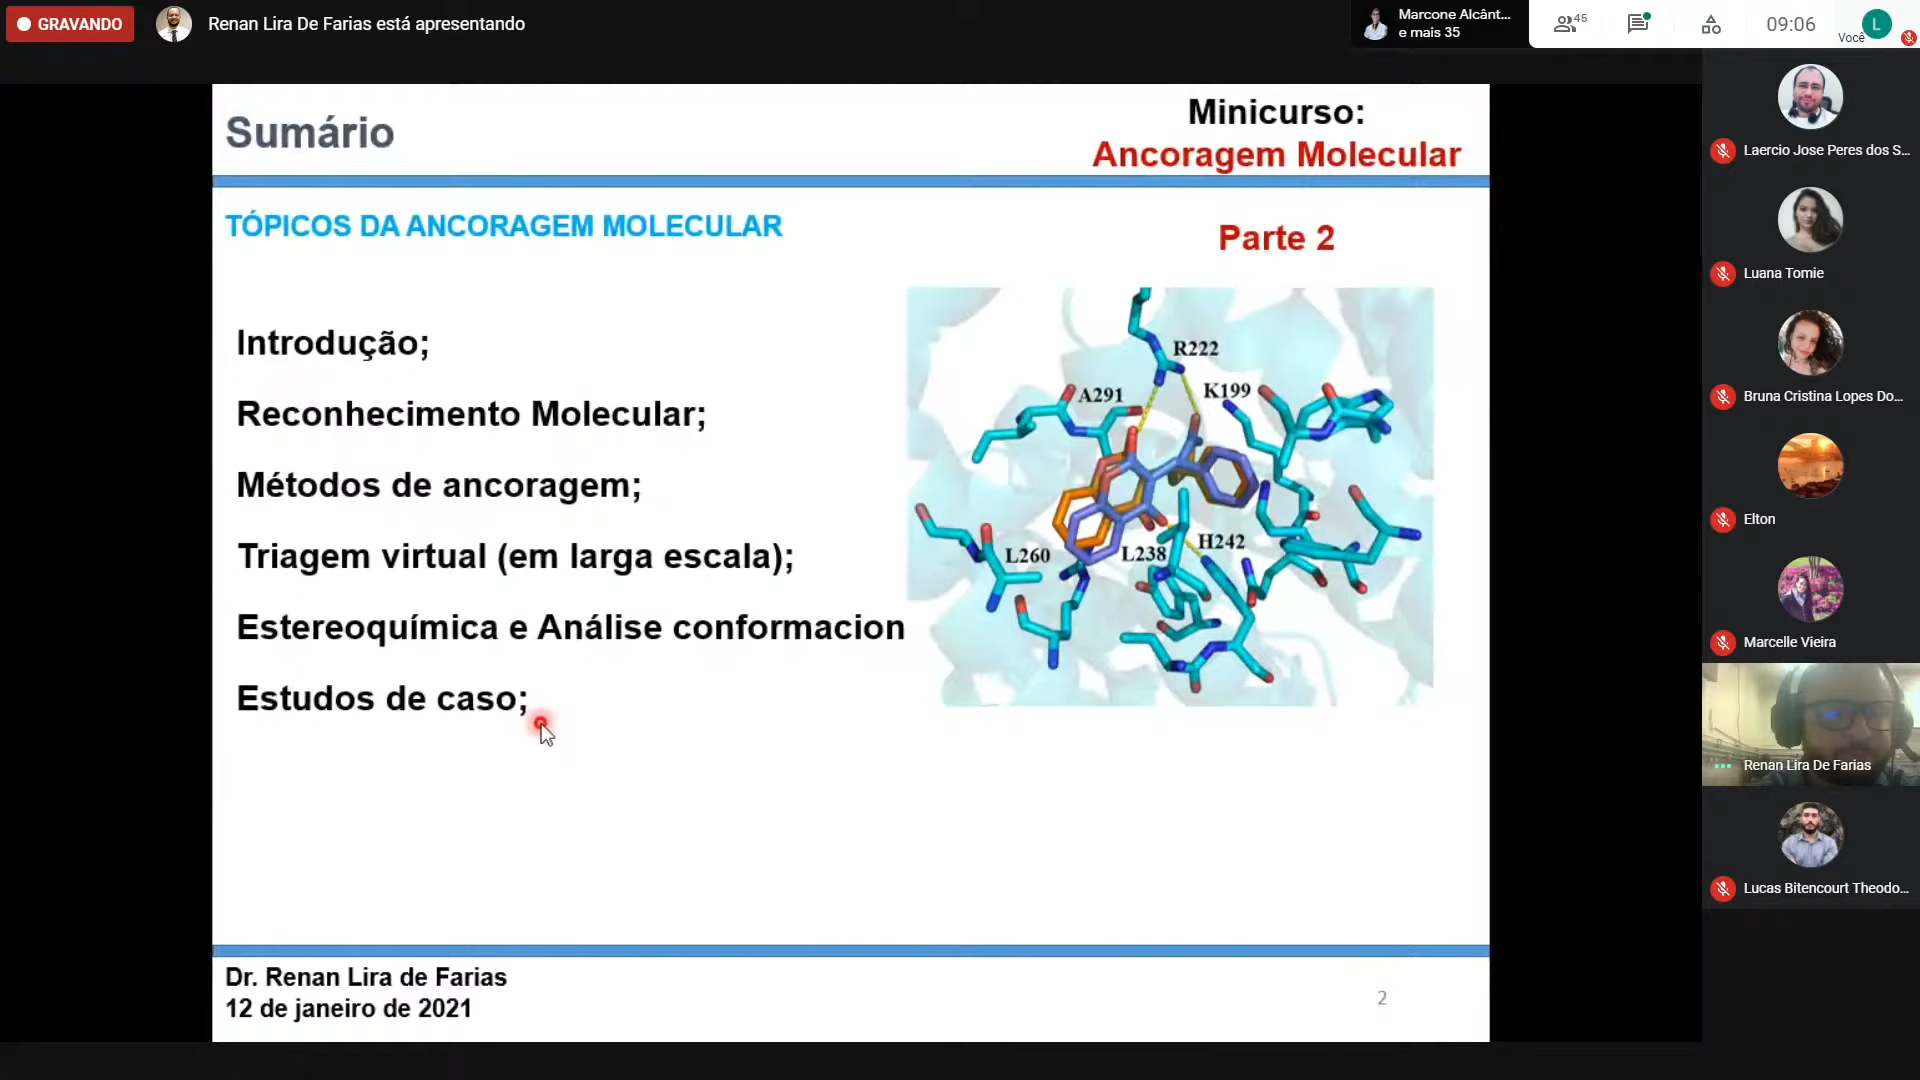 GRAVANDO
Renan Lira De Farias está apresentando
Marcone Alcânt...
e mais 35
45
09:06
Você
L
Sumário
Minicurso:
Ancoragem Molecular
TÓPICOS DA ANCORAGEM MOLECULAR
Parte 2
Introdução;
Reconhecimento Molecular;
Métodos de ancoragem;
Triagem virtual (em larga escala);
Estereoquímica e Análise conformacion
Estudos de caso;
R222
A291
K199
L260
L238
H242
Dr. Renan Lira de Farias
12 de janeiro de 2021
2
Laercio Jose Peres dos S...
Luana Tomie
Bruna Cristina Lopes Do...
Elton
Marcelle Vieira
Renan Lira De Farias
Lucas Bitencourt Theodo...